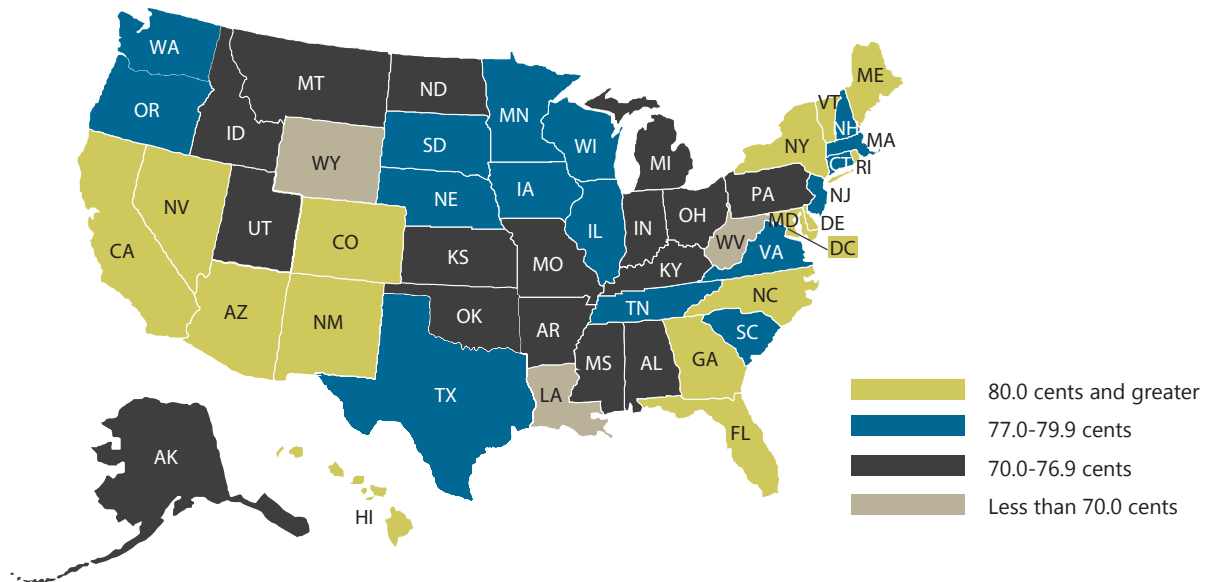 WA
MT
ND
MN
ME
VT
OR
ID
SD
WI
NH
MA
NY
MI
WY
CT
RI
NE
IA
PA
NJ
NV
UT
CO
IL
IN
OH
MD
DE
CA
KS
MO
WV
VA
DC
KY
AZ
NM
OK
TN
NC
AR
SC
MS
AL
GA
TX
LA
FL
AK
HI
80.0 cents and greater
77.0-79.9 cents
70.0-76.9 cents
Less than 70.0 cents